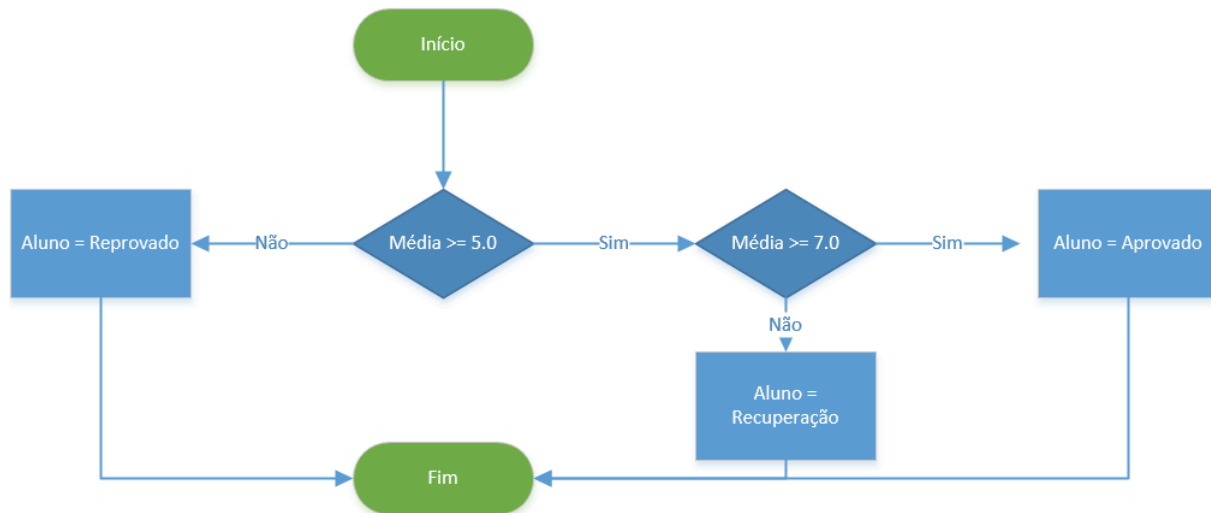 Início
Aluno = Reprovado
Não
Média >= 5.0
Sim
Média >= 7.0
Sim
Aluno = Aprovado
Não
Aluno =
Recuperação
Fim